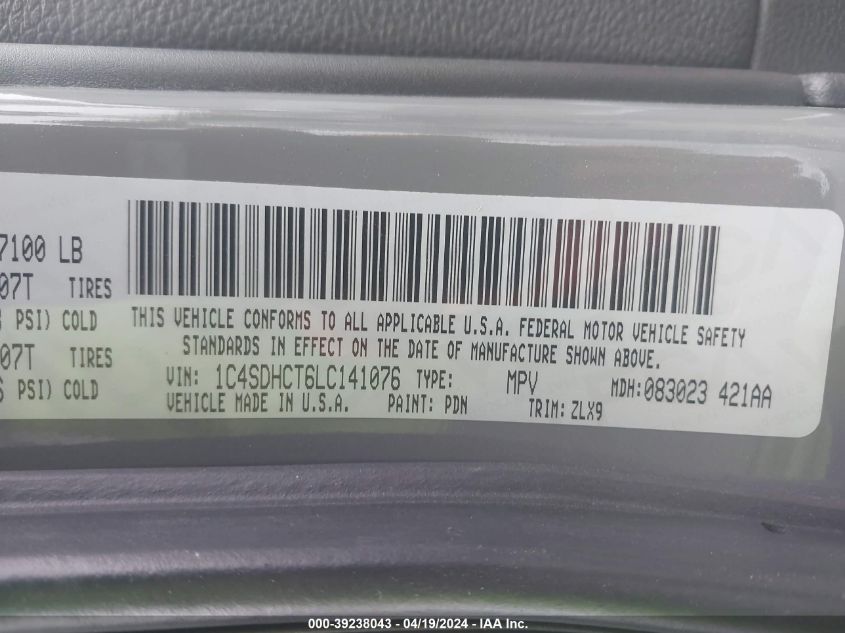 7100 LB
07T TIRES
PSI) COLD
07T TIRES
PSI) COLD
THIS VEHICLE CONFORMS TO ALL APPLICABLE U.S.A. FEDERAL MOTOR VEHICLE SAFETY
STANDARDS IN EFFECT ON THE DATE OF MANUFACTURE SHOWN ABOVE.
VIN: 1C4SDHCT6LC141076 TYPE: MPV MDH:083023 421AA
VEHICLE MADE IN U.S.A. PAINT: PDN TRIM: ZLX9
000-39238043 - 04/19/2024 - IAA Inc.